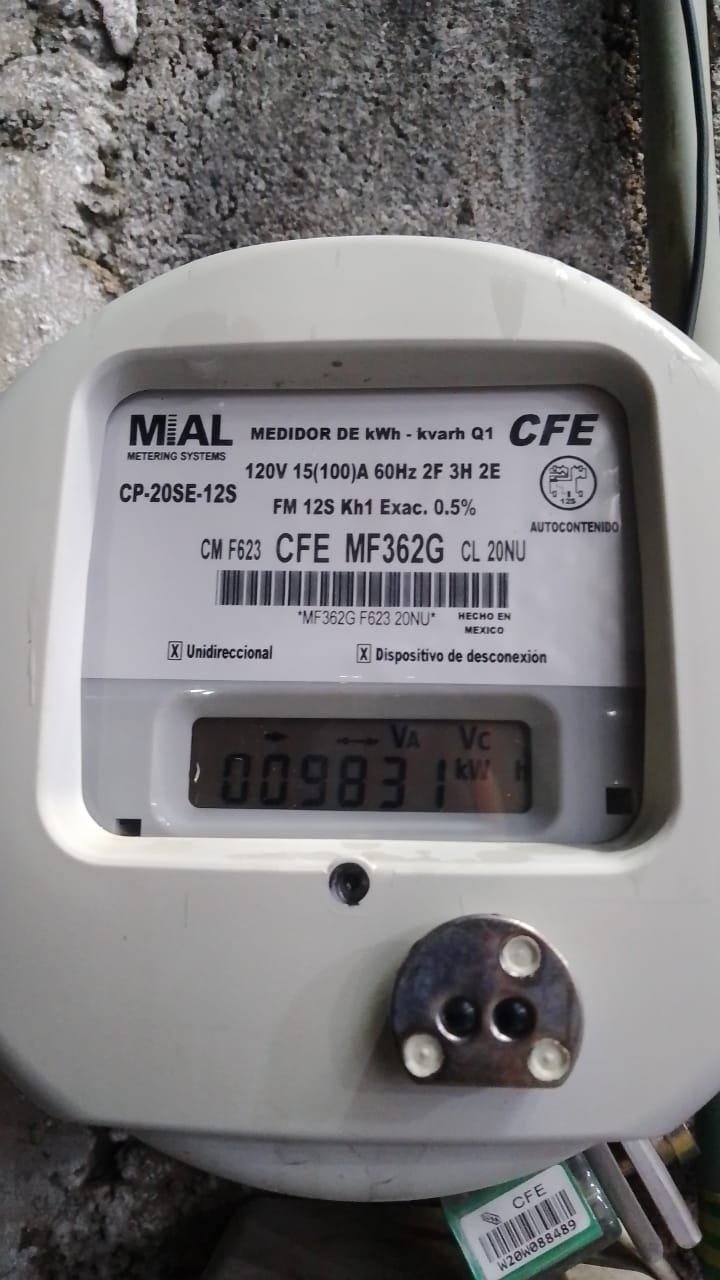 MIAL
METERING SYSTEMS
MEDIDOR DE kWh - kvarh Q1
CFE
CP-20SE-12S
120V 15(100)A 60Hz 2F 3H 2E
FM 12S Kh1 Exac. 0.5%
12S
AUTOCONTENIDO
CM F623 CFE MF362G CL 20NU
*MF362G F623 20NU*
HECHO EN
MEXICO
X Unidireccional
X Dispositivo de desconexión
VA VC
009831 kW H
CFE
W20W088489